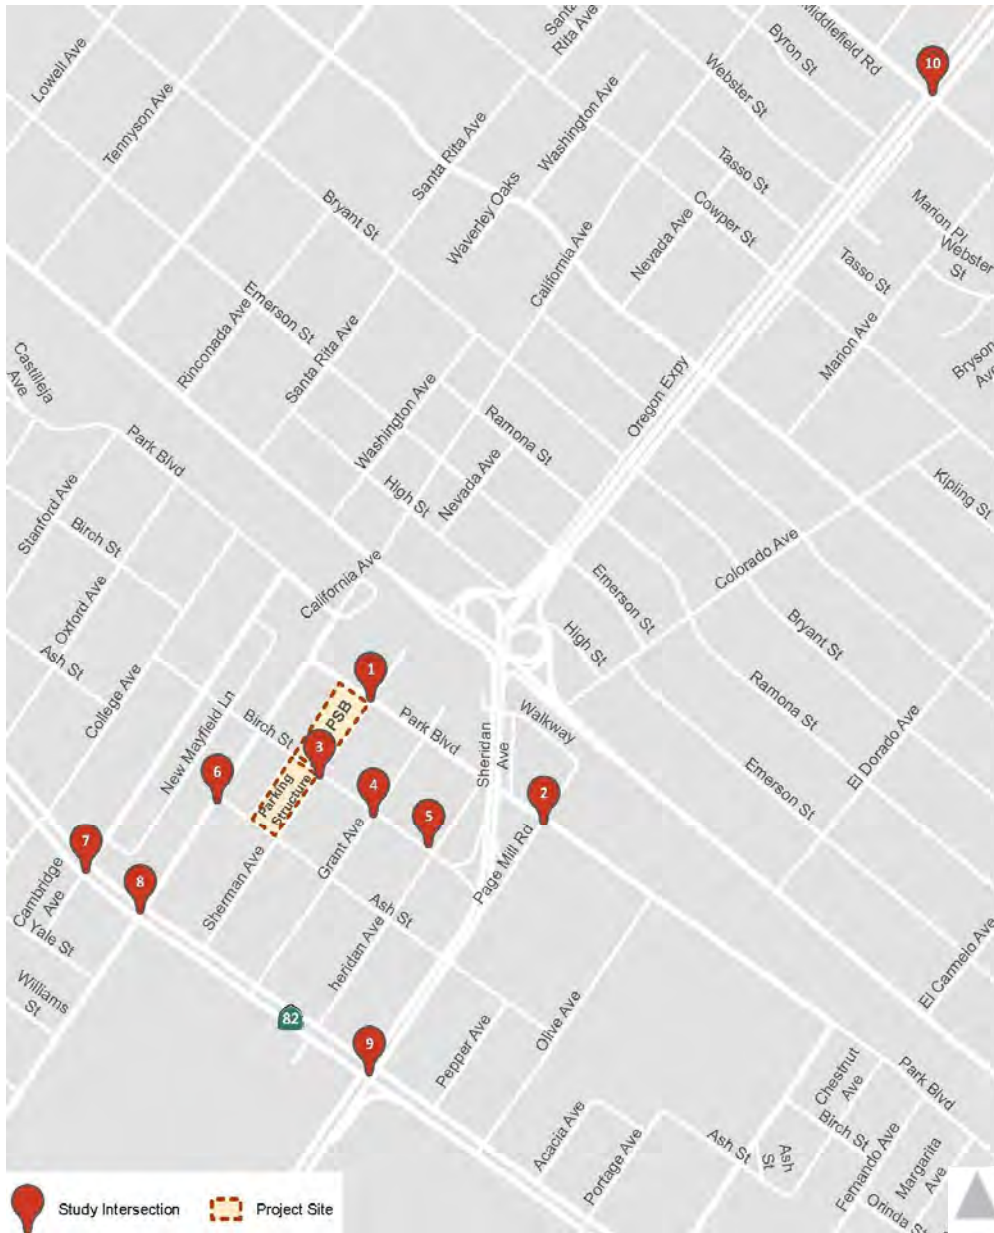 Lowell Ave
Tennyson Ave
Santa
Rita Ave
Middlefield Rd
Byron St
10
Webster St
Washington Ave
Santa Rita Ave
Tasso St
Waverley Oaks
Bryant St
Nevada Ave
Cowper St
Marion Pl
Webster
St
California Ave
Tasso St
Emerson St
Rinconada Ave
Santa Rita Ave
Marion Ave
Bryson
Ave
Castilleja
Ave
Oregon Expy
Washington Ave
Ramona St
Park Blvd
Nevada Ave
High St
Kipling St
Stanford Ave
Birch St
Colorado Ave
California Ave
Emerson St
Oxford Ave
Ash St
High St
Bryant St
College Ave
1
PSB
Ramona St
New Mayfield Ln
Birch St
Park Blvd
Walkway
3
Sheridan
Ave
El Dorado Ave
6
Parking
Structure
4
2
Emerson St
5
Grant Ave
7
Page Mill Rd
8
Cambridge
Ave
Sherman Ave
Ash St
Yale St
heridan Ave
El Carmelo Ave
Williams
St
82
Olive Ave
9
Pepper Ave
Chestnut
Ave
Park Blvd
Acacia Ave
Birch St
Portage Ave
Ash St
Ash
St
Fernando Ave
Margarita
Ave
Orinda St
Study Intersection
Project Site